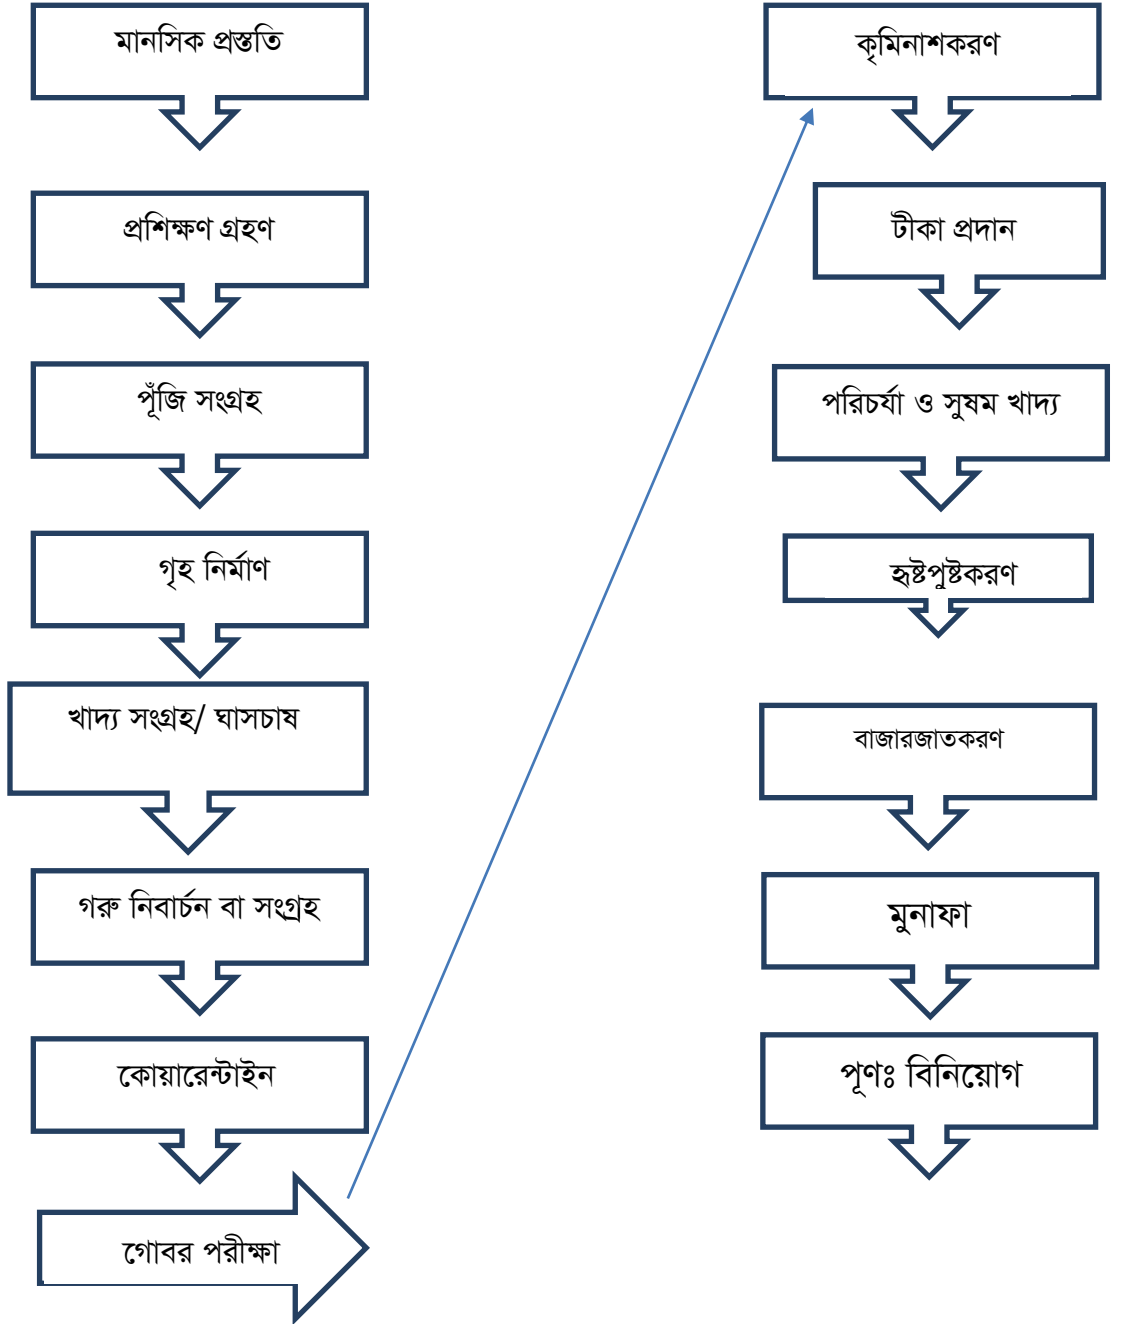 মানসিক প্রস্ততি
প্রশিক্ষণ গ্রহণ
পূঁজি সংগ্রহ
গৃহ নির্মাণ
খাদ্য সংগ্রহ/ ঘাসচাষ
গরু নিবার্চন বা সংগ্রহ
কোয়ারেন্টাইন
গোবর পরীক্ষা
কৃমিনাশকরণ
টীকা প্রদান
পরিচর্যা ও সুষম খাদ্য
হৃষ্টপুষ্টকরণ
বাজারজাতকরণ
মুনাফা
পূণঃ বিনিয়োগ